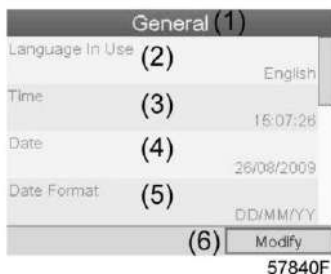 General (1)
Language In Use (2)
English
Time (3)
15:07:26
Date (4)
26/08/2009
Date Format (5)
DD/MM/YY
(6) Modify
57840F